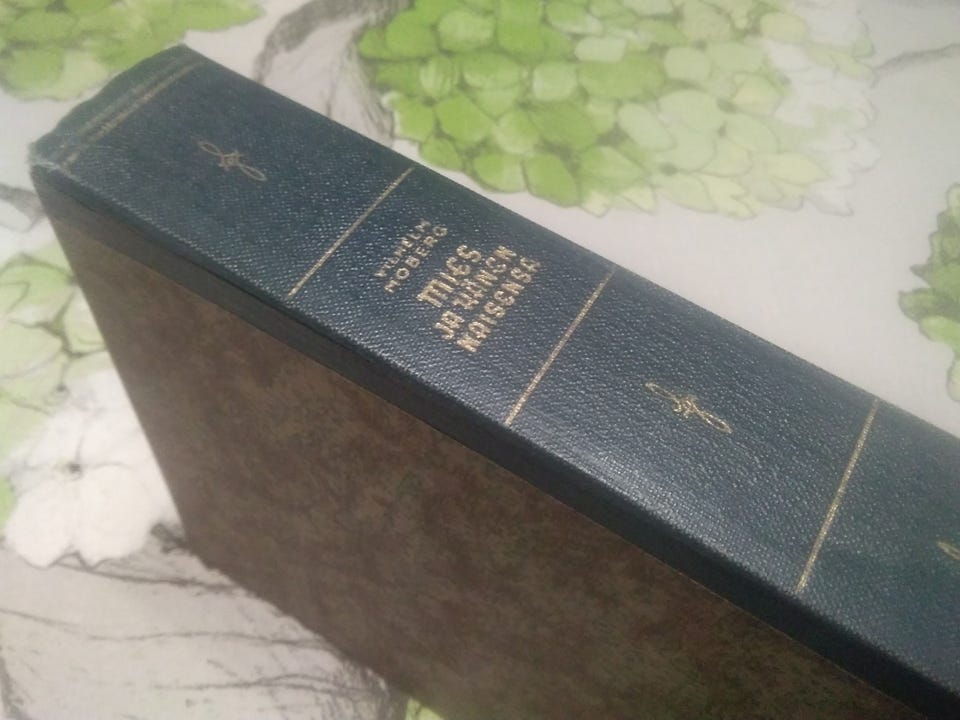 VILHELM
MOBERG
MIES
JA HÄNEN
NAISENSA